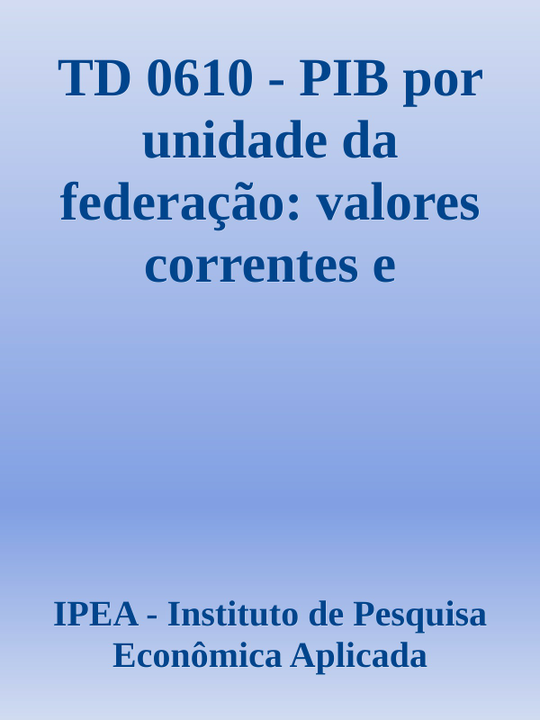 TD 0610 - PIB por
unidade da
federação: valores
correntes e
IPEA - Instituto de Pesquisa
Econômica Aplicada